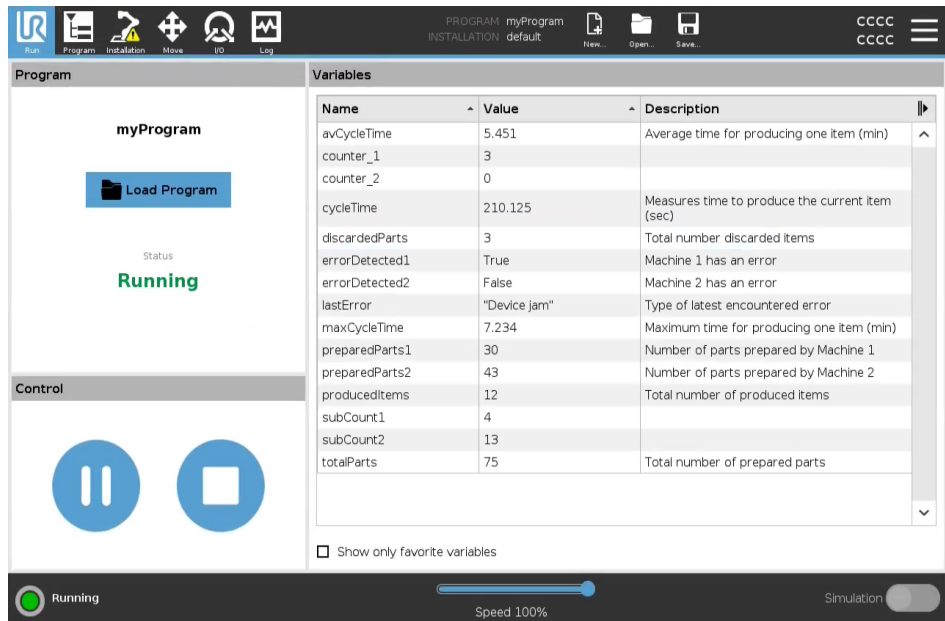 PROGRAM myProgram
INSTALLATION default
CCCC
CCCC
UR
Run
Program
Installation
Move
I/O
Log
New...
Open...
Save...
Program
myProgram
Load Program
Status
Running
Control
Variables
Name Value Description
avCycleTime 5.451 Average time for producing one item (min)
counter_1 3
counter_2 0
cycleTime 210.125 Measures time to produce the current item
(sec)
discardedParts 3 Total number discarded items
errorDetected1 True Machine 1 has an error
errorDetected2 False Machine 2 has an error
lastError "Device jam" Type of latest encountered error
maxCycleTime 7.234 Maximum time for producing one item (min)
preparedParts1 30 Number of parts prepared by Machine 1
preparedParts2 43 Number of parts prepared by Machine 2
producedItems 12 Total number of produced items
subCount1 4
subCount2 13
totalParts 75 Total number of prepared parts
Show only favorite variables
Running
Speed 100%
Simulation